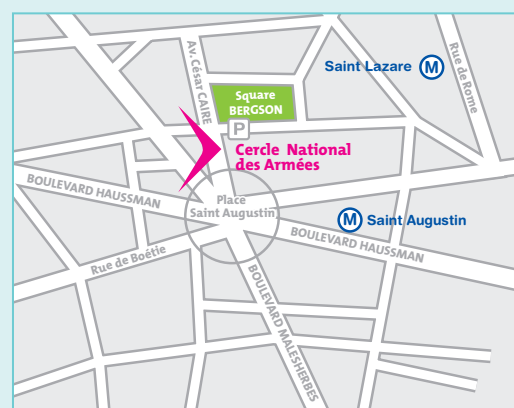 Saint Lazare M
Rue de Rome
Av. César CAIRE
Square
BERGSON
P
Cercle National
des Armées
BOULEVARD HAUSSMAN
Place
Saint Augustin
M Saint Augustin
BOULEVARD HAUSSMAN
Rue de Boétie
BOULEVARD MALESHERBES